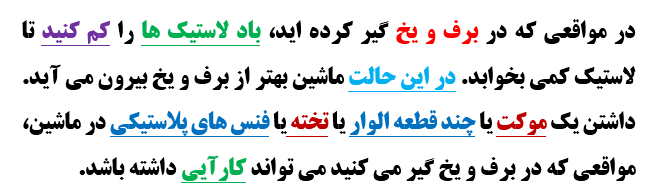 در مواقعی که در برف و یخ گیر کرده اید، باد لاستیک ها را کم کنید تا
لاستیک کمی بخوابد. در این حالت ماشین بهتر از برف و یخ بیرون می آید.
داشتن یک موکت یا چند قطعه الوار یا تخته یا فنس های پلاستیکی در ماشین،
مواقعی که در برف و یخ گیر می کنید می تواند کارآیی داشته باشد.